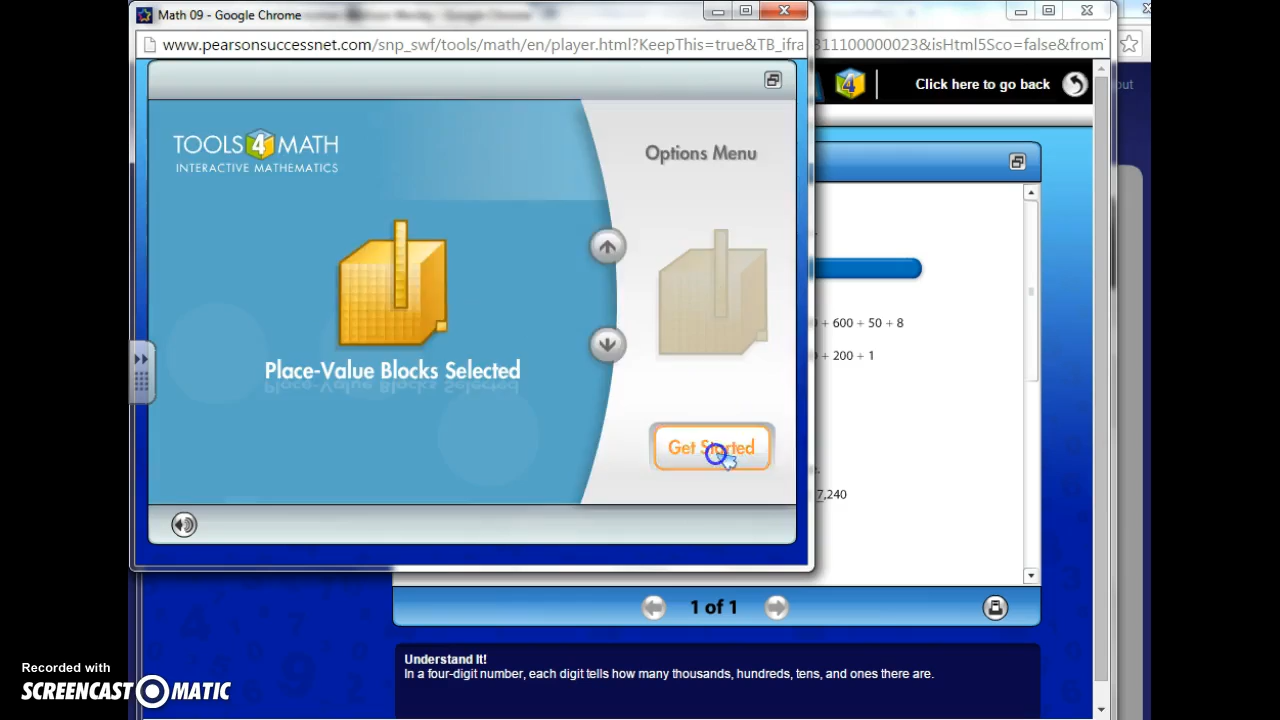 Math 09 - Google Chrome
www.pearsonsuccessnet.com/snp_swf/tools/math/en/player.html?KeepThis=true&TB_ifra
311100000023&isHtml5Sco=false&from
4
Click here to go back
TOOLS 4 MATH
INTERACTIVE MATHEMATICS
Options Menu
+ 600 + 50 + 8
+ 200 + 1
Place-Value Blocks Selected
Get Started
7,240
1 of 1
Understand It!
In a four-digit number, each digit tells how many thousands, hundreds, tens, and ones there are.
Recorded with
SCREENCAST-O-MATIC